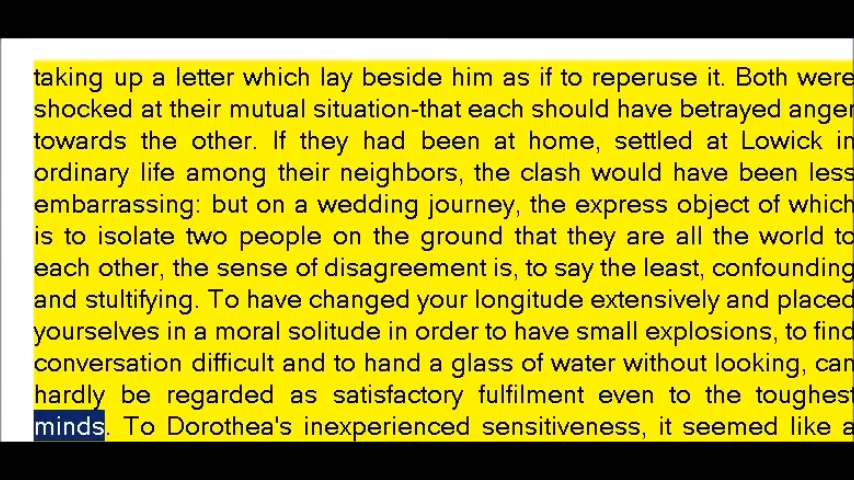 taking up a letter which lay beside him as if to reperuse it. Both were
shocked at their mutual situation-that each should have betrayed anger
towards the other. If they had been at home, settled at Lowick in
ordinary life among their neighbors, the clash would have been less
embarrassing: but on a wedding journey, the express object of which
is to isolate two people on the ground that they are all the world to
each other, the sense of disagreement is, to say the least, confounding
and stultifying. To have changed your longitude extensively and placed
yourselves in a moral solitude in order to have small explosions, to find
conversation difficult and to hand a glass of water without looking, can
hardly be regarded as satisfactory fulfilment even to the toughest
minds. To Dorothea's inexperienced sensitiveness, it seemed like a